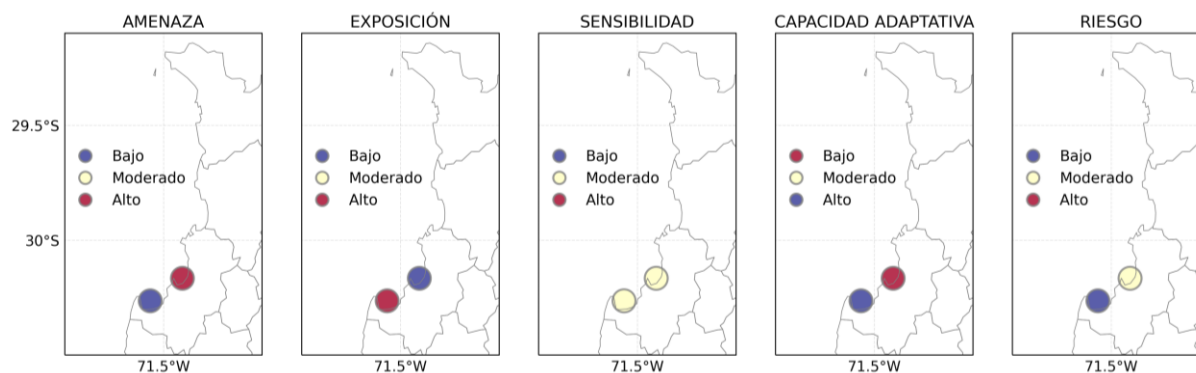 AMENAZA
EXPOSICIÓN
SENSIBILIDAD
CAPACIDAD ADAPTATIVA
RIESGO
29.5°S
30°S
Bajo
Moderado
Alto
Bajo
Moderado
Alto
Bajo
Moderado
Alto
Bajo
Moderado
Alto
Bajo
Moderado
Alto
71.5°W
71.5°W
71.5°W
71.5°W
71.5°W